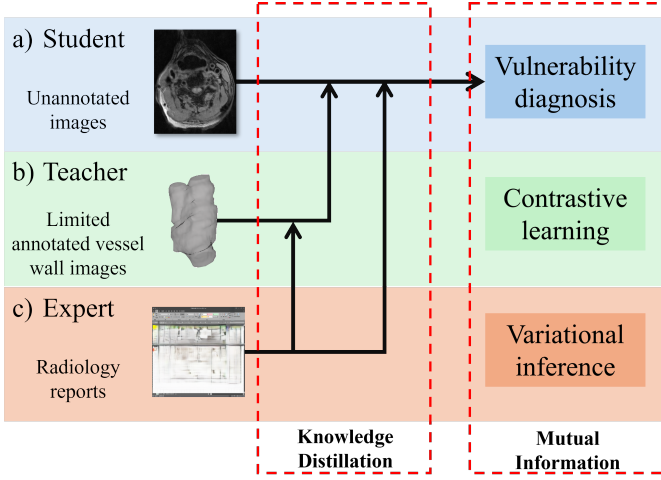 a) Student
Unannotated
images
Vulnerability
diagnosis
b) Teacher
Limited
annotated vessel
wall images
Contrastive
learning
c) Expert
Radiology
reports
Variational
inference
Knowledge
Distillation
Mutual
Information